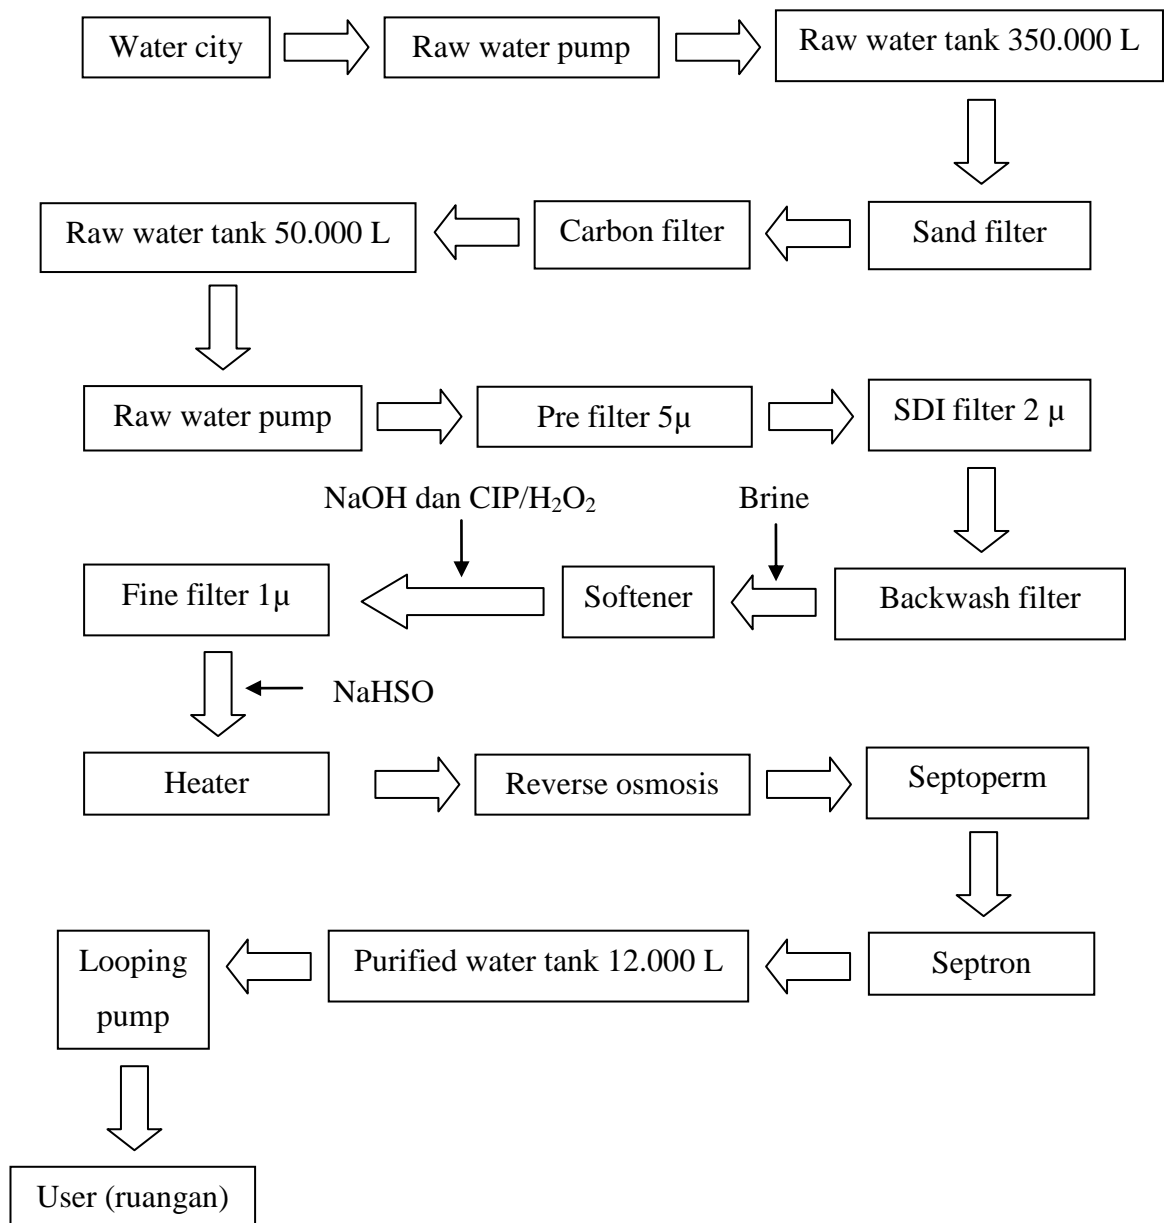 Water city
Raw water pump
Raw water tank 350.000 L
Sand filter
Carbon filter
Raw water tank 50.000 L
Raw water pump
Pre filter 5µ
SDI filter 2 µ
Backwash filter
Brine
Softener
NaOH dan CIP/H₂O₂
Fine filter 1µ
NaHSO
Heater
Reverse osmosis
Septoperm
Septron
Purified water tank 12.000 L
Looping
pump
User (ruangan)